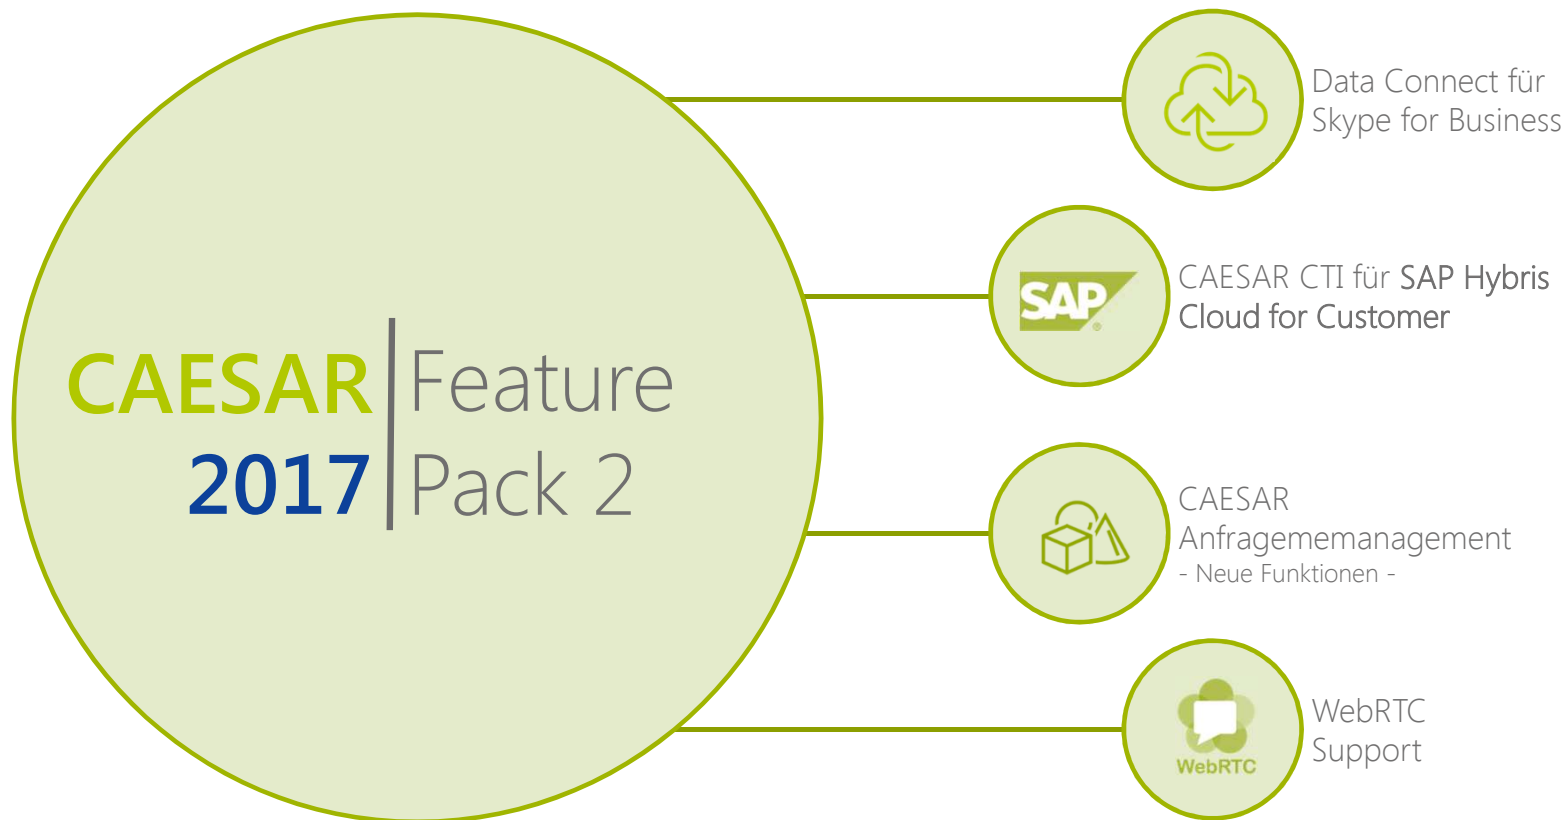 CAESAR Feature
2017 Pack 2
Data Connect für
Skype for Business
SAP
®
CAESAR CTI für SAP Hybris
Cloud for Customer
CAESAR
Anfragememanagement
- Neue Funktionen -
WebRTC
WebRTC
Support